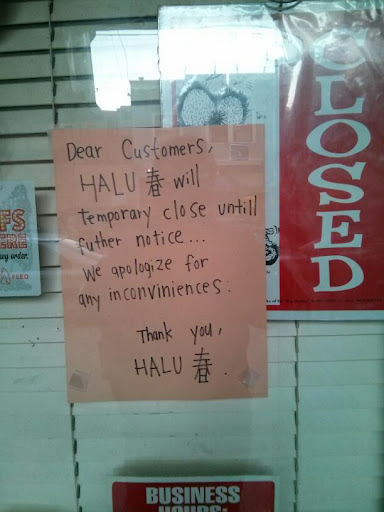 Dear Customers,
HALU 春 will
temporary close untill
futher notice...
We apologize for
any inconviniences.
Thank you,
HALU 春.
CLOSED
BUSINESS
HOURS: